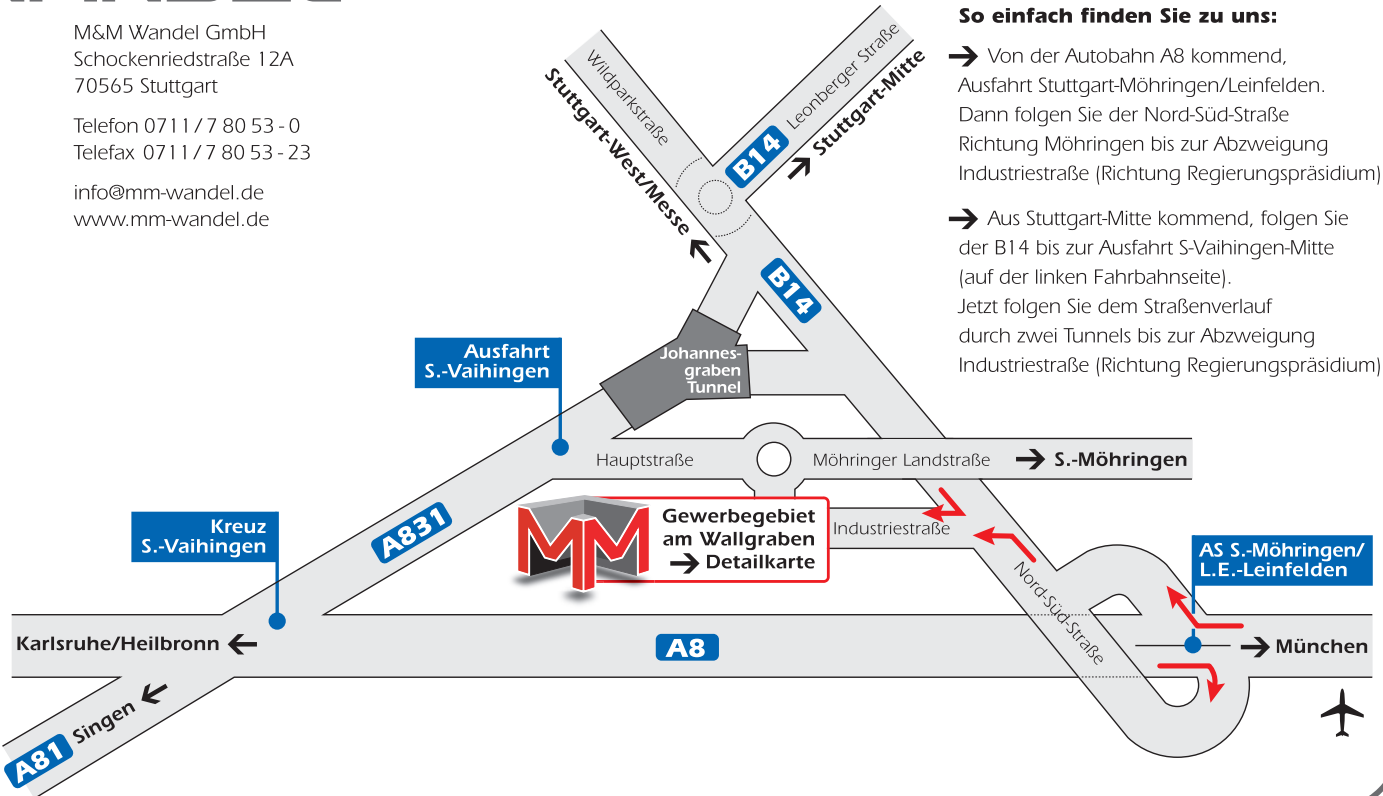 M&M Wandel GmbH
Schockenriedstraße 12A
70565 Stuttgart
Telefon 0711/7 80 53-0
Telefax 0711/7 80 53-23
info@mm-wandel.de
www.mm-wandel.de
So einfach finden Sie zu uns:
→ Von der Autobahn A8 kommend,
Ausfahrt Stuttgart-Möhringen/Leinfelden.
Dann folgen Sie der Nord-Süd-Straße
Richtung Möhringen bis zur Abzweigung
Industriestraße (Richtung Regierungspräsidium)
→ Aus Stuttgart-Mitte kommend, folgen Sie
der B14 bis zur Ausfahrt S-Vaihingen-Mitte
(auf der linken Fahrbahnseite).
Jetzt folgen Sie dem Straßenverlauf
durch zwei Tunnels bis zur Abzweigung
Industriestraße (Richtung Regierungspräsidium)
Wildparkstraße
Stuttgart-West/Messe
Leonberger Straße
B14
Stuttgart-Mitte
B14
Johannes-
graben
Tunnel
Ausfahrt
S.-Vaihingen
Hauptstraße
Möhringer Landstraße
→ S.-Möhringen
MM
Gewerbegebiet
am Wallgraben
→ Detailkarte
Industriestraße
A831
Kreuz
S.-Vaihingen
Nord-Süd-Straße
AS S.-Möhringen/
L.E.-Leinfelden
Karlsruhe/Heilbronn ←
A8
→ München
A81
Singen